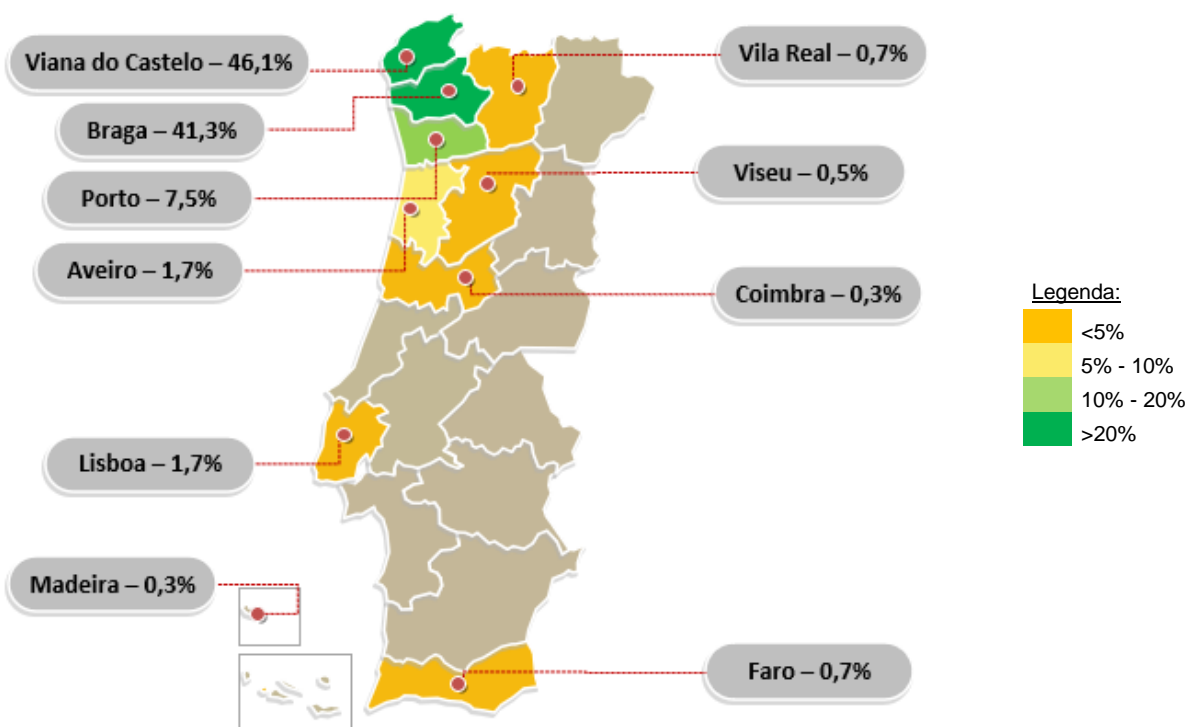 Viana do Castelo – 46,1%
Vila Real – 0,7%
Braga – 41,3%
Viseu – 0,5%
Porto – 7,5%
Aveiro – 1,7%
Coimbra – 0,3%
Legenda:
<5%
5% - 10%
10% - 20%
>20%
Lisboa – 1,7%
Madeira – 0,3%
Faro – 0,7%